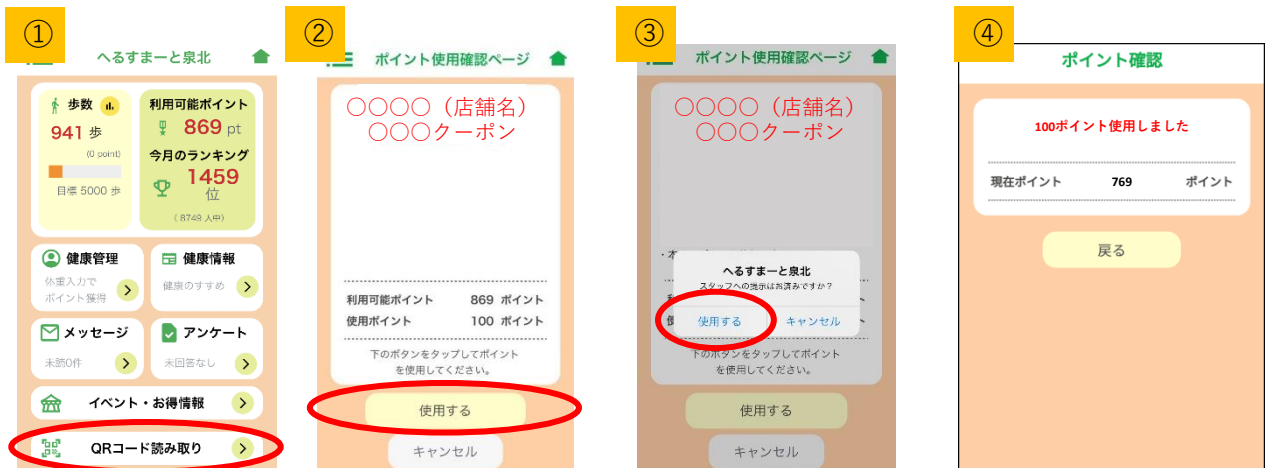 ①
へるすまーと泉北
歩数
941 歩
(0 point)
目標 5000 歩
利用可能ポイント
869 pt
今月のランキング
1459
位
(8749 人中)
健康管理
体重入力で
ポイント獲得
健康情報
健康のすすめ
メッセージ
未読0件
アンケート
未回答なし
イベント・お得情報
QRコード読み取り
②
ポイント使用確認ページ
○○○○（店舗名）
○○○クーポン
利用可能ポイント 869 ポイント
使用ポイント 100 ポイント
下のボタンをタップしてポイント
を使用してください。
使用する
キャンセル
③
ポイント使用確認ページ
○○○○（店舗名）
○○○クーポン
へるすまーと泉北
スタッフへの提示はお済みですか？
使用する キャンセル
下のボタンをタップしてポイント
を使用してください。
使用する
キャンセル
④
ポイント確認
100ポイント使用しました
現在ポイント 769 ポイント
戻る